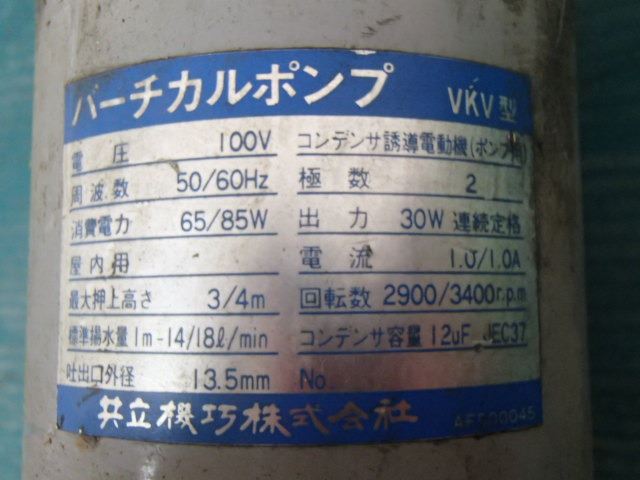 バーチカルポンプ VKV型
電圧 100V コンデンサ誘導電動機(ポンプ用)
周波数 50/60Hz 極数 2
消費電力 65/85W 出力 30W 連続定格
屋内用 電流 1.0/1.0A
最大押上高さ 3/4m 回転数 2900/3400r.p.m
標準揚水量 1m-14/18ℓ/min コンデンサ容量 12uF JEC37
吐出口外径 13.5mm No.
共立機巧株式会社